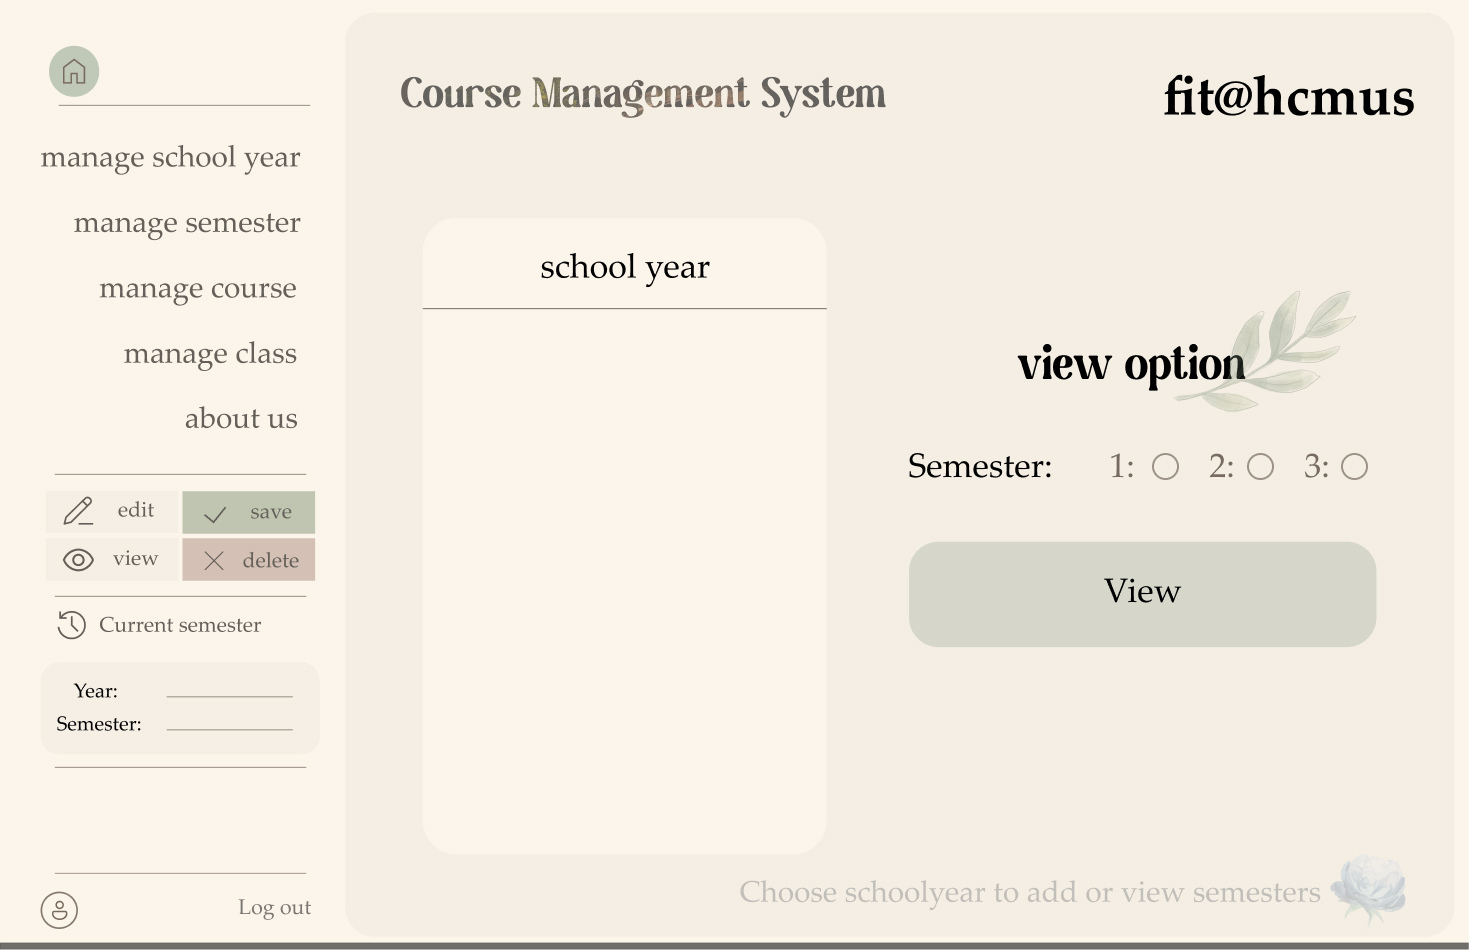 Course Management System
fit@hcmus
manage school year
manage semester
manage course
manage class
about us
edit
save
view
delete
Current semester
Year:
Semester:
Log out
school year
view option
Semester: 1: 2: 3:
View
Choose schoolyear to add or view semesters